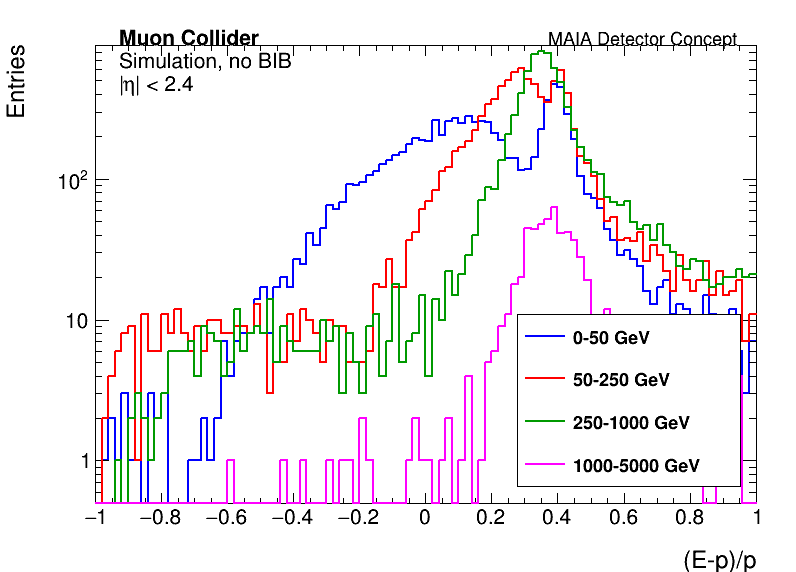 Muon Collider
MAIA Detector Concept
Simulation, no BIB
|η| < 2.4
Entries
10²
10
1
−1 −0.8 −0.6 −0.4 −0.2 0 0.2 0.4 0.6 0.8 1
(E-p)/p
0-50 GeV
50-250 GeV
250-1000 GeV
1000-5000 GeV